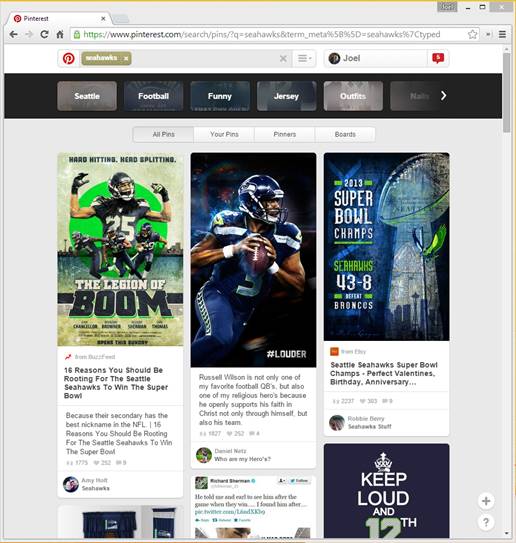 Joel
Pinterest
https://www.pinterest.com/search/pins/?q=seahawks&term_meta%5B%5D=seahawks%7Ctyped
seahawks
Joel
5
Seattle
Football
Funny
Jersey
Outfits
Nails
All Pins
Your Pins
Pinners
Boards
HARD HITTING. HEAD SPLITTING.
25
THE LEGION OF
BOOM
CHANCELLOR
BROWNER
SHERMAN
THOMAS
OPENS THIS SUNDAY
from BuzzFeed
16 Reasons You Should Be
Rooting For The Seattle
Seahawks To Win The Super
Bowl
Because their secondary has the
best nickname in the NFL. | 16
Reasons You Should Be Rooting
For The Seattle Seahawks To Win
The Super Bowl
1775 252 9
Amy Holt
Seahawks
3
#LOUDER
Russell Wilson is not only one of
my favorite football QB's, but also
one of my religious hero's because
he openly supports his faith in
Christ not only through himself, but
also his team.
1827 252 4
Daniel Netz
Who are my Hero's?
Richard Sherman
Follow
He told me and earl to see him after the
game when they win.... I found him after...
Reply Retweet Favorite
2013
SUPER
BOWL
CHAMPS
SEAHAWKS
43-8
DEFEAT
BRONCOS
from Etsy
Seattle Seahawks Super Bowl
Champs - Perfect Valentines,
Birthday, Anniversary...
2237 303 9
Robbie Berry
Seahawks Stuff
KEEP
LOUD
AND
12TH
+
?